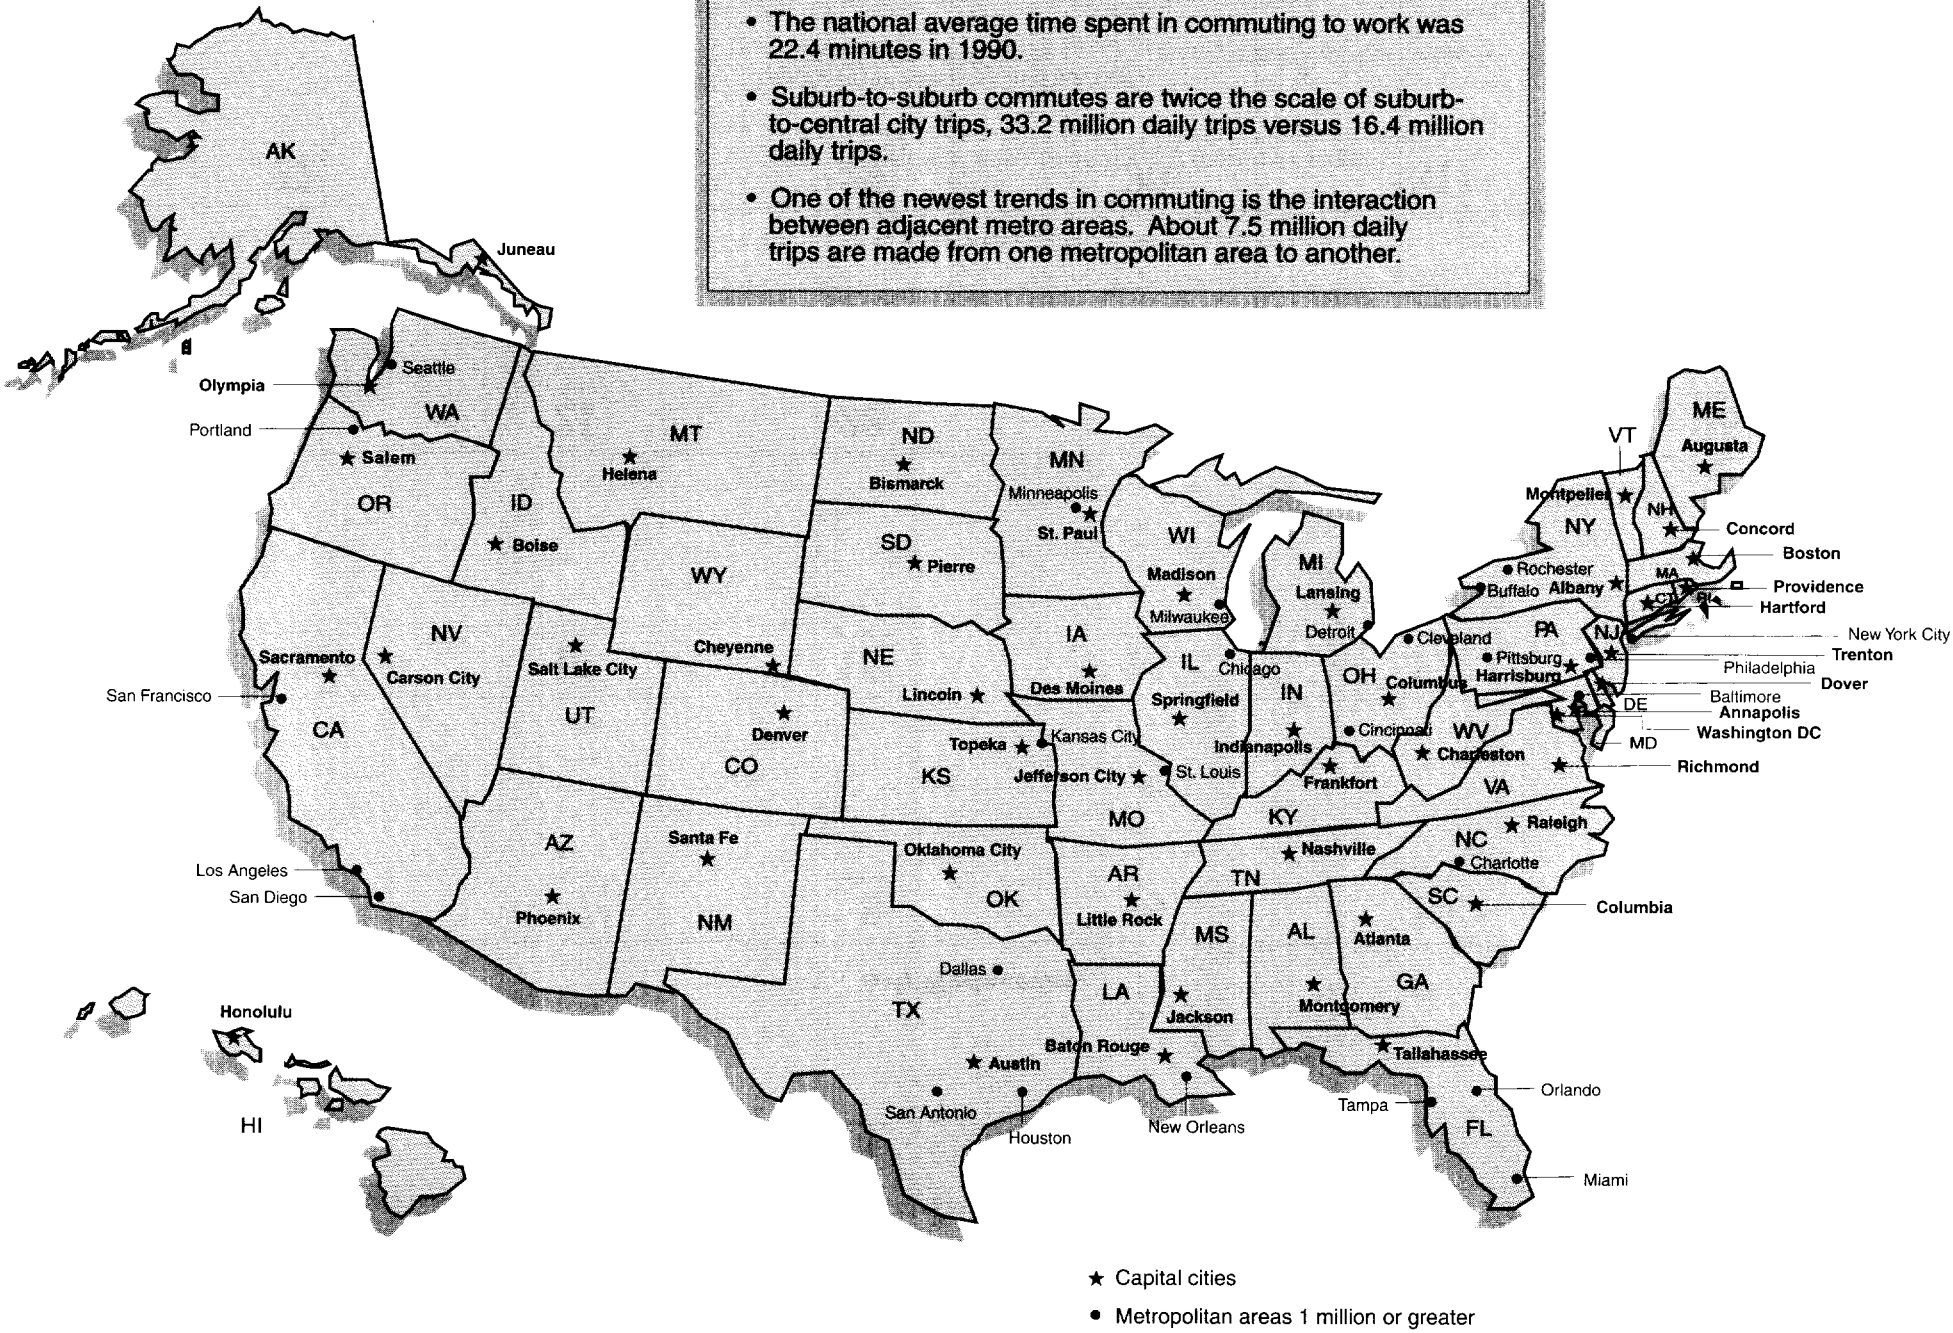 • The national average time spent in commuting to work was
22.4 minutes in 1990.
• Suburb-to-suburb commutes are twice the scale of suburb-
to-central city trips, 33.2 million daily trips versus 16.4 million
daily trips.
• One of the newest trends in commuting is the interaction
between adjacent metro areas. About 7.5 million daily
trips are made from one metropolitan area to another.
AK
Juneau
Seattle
Olympia
WA
Portland
Salem
OR
ID
Boise
MT
Helena
ND
Bismarck
MN
Minneapolis
St. Paul
SD
Pierre
WI
Madison
Milwaukee
MI
Lansing
Detroit
ME
Augusta
VT
Montpelier
NH
NY
Concord
Boston
Rochester
Buffalo
Albany
MA
CT
RI
Providence
Hartford
New York City
Trenton
Philadelphia
Dover
Baltimore
DE
Annapolis
Washington DC
MD
Richmond
WY
Cheyenne
NV
Carson City
Sacramento
San Francisco
CA
Salt Lake City
UT
NE
Lincoln
IA
Des Moines
IL
Chicago
Springfield
IN
Indianapolis
OH
Cleveland
Columbus
Cincinnati
PA
Pittsburg
Harrisburg
NJ
WV
Charleston
VA
Denver
CO
Topeka
Kansas City
KS
Jefferson City
St. Louis
MO
Frankfort
KY
Los Angeles
San Diego
AZ
Phoenix
Santa Fe
NM
Oklahoma City
OK
AR
Little Rock
Nashville
TN
NC
Raleigh
Charlotte
SC
Columbia
MS
Jackson
AL
Montgomery
Atlanta
GA
Dallas
TX
Austin
San Antonio
Houston
LA
Baton Rouge
New Orleans
Tallahassee
Orlando
Tampa
FL
Miami
Honolulu
HI
★ Capital cities
• Metropolitan areas 1 million or greater